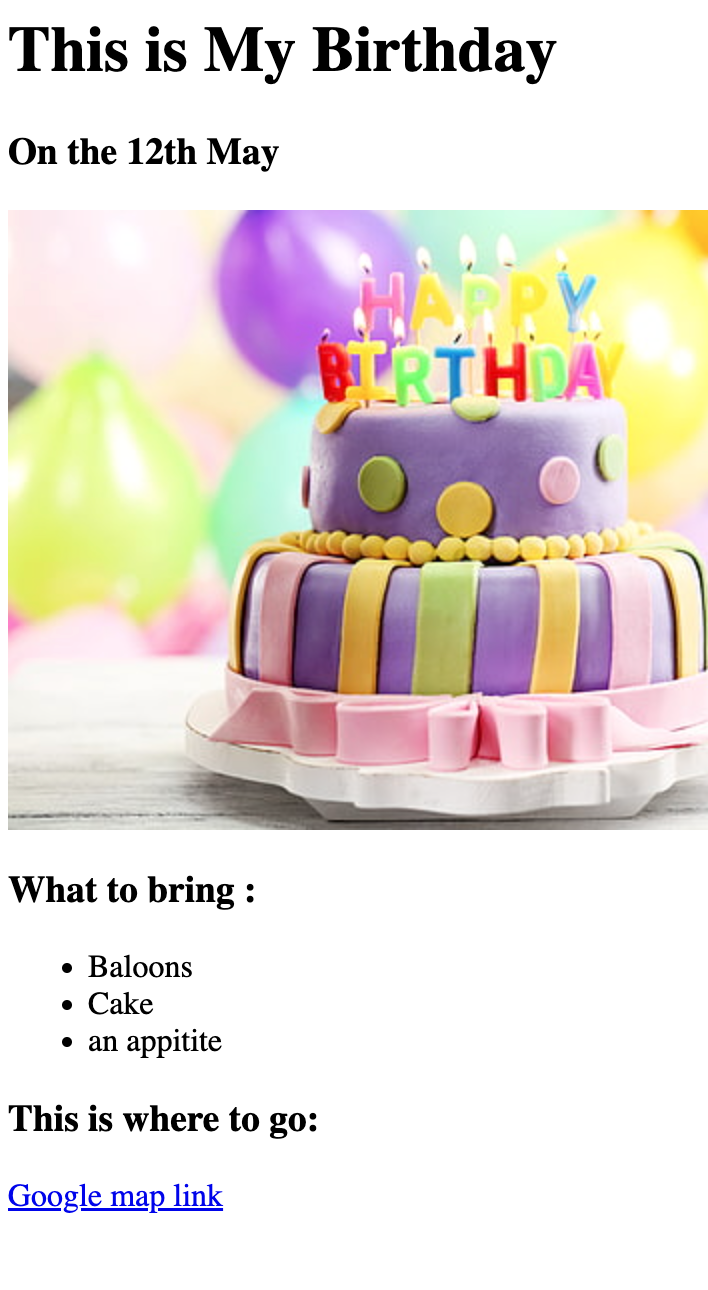 This is My Birthday
On the 12th May
HAPPY
BIRTHDAY
What to bring :
Baloons
Cake
an appitite
This is where to go:
Google map link